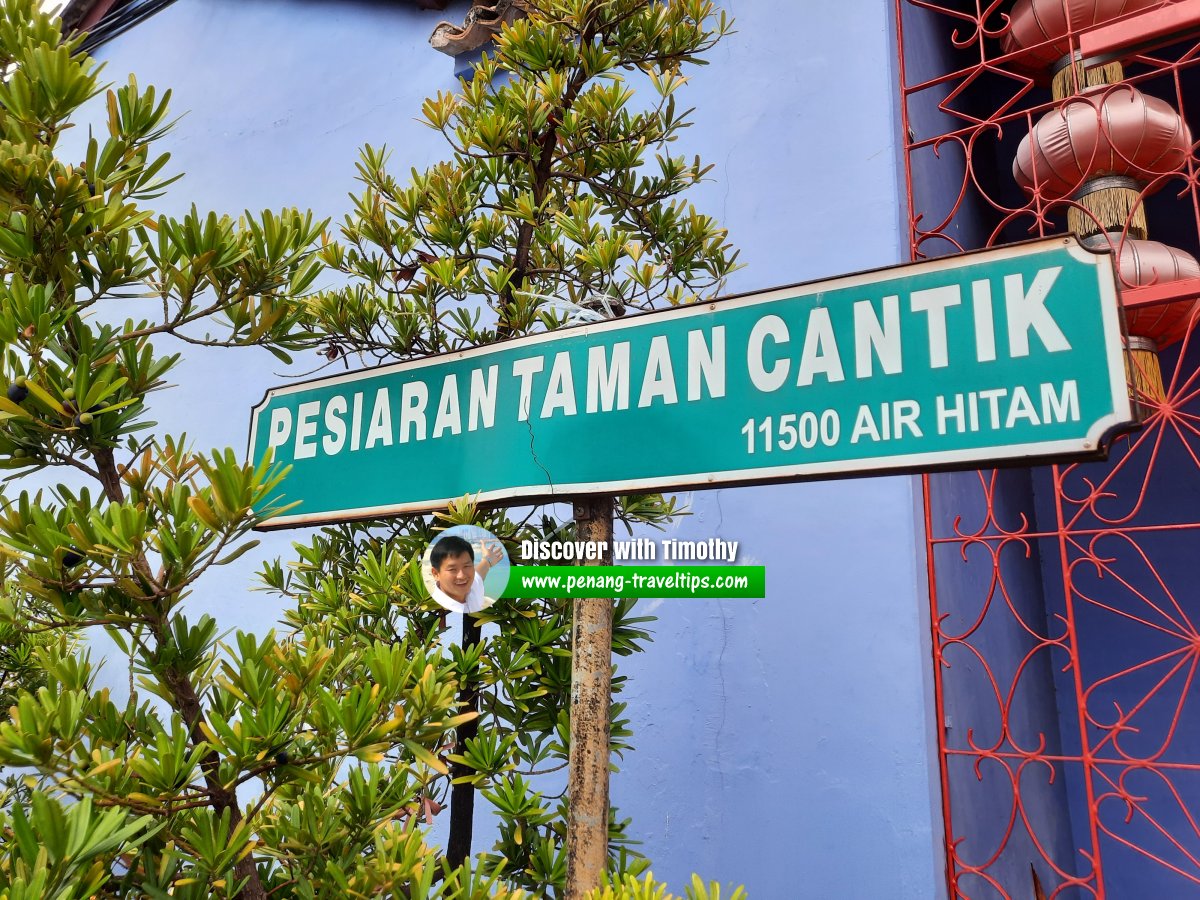 PESIARAN TAMAN CANTIK
11500 AIR HITAM
Discover with Timothy
www.penang-traveltips.com